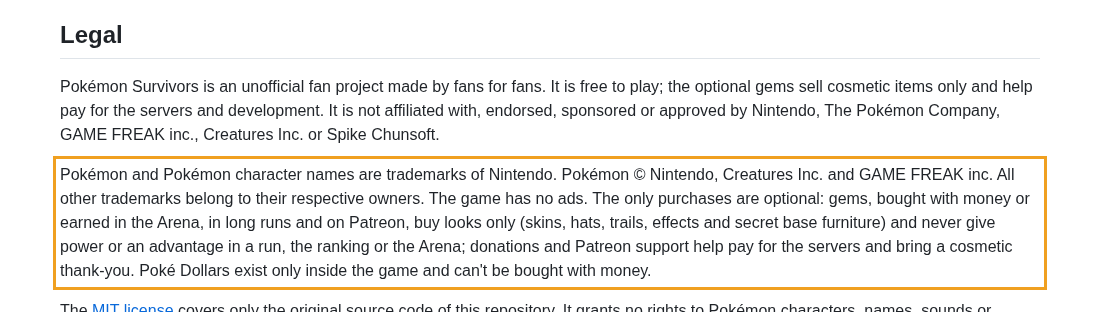 Legal
Pokémon Survivors is an unofficial fan project made by fans for fans. It is free to play; the optional gems sell cosmetic items only and help
pay for the servers and development. It is not affiliated with, endorsed, sponsored or approved by Nintendo, The Pokémon Company,
GAME FREAK inc., Creatures Inc. or Spike Chunsoft.
Pokémon and Pokémon character names are trademarks of Nintendo. Pokémon © Nintendo, Creatures Inc. and GAME FREAK inc. All
other trademarks belong to their respective owners. The game has no ads. The only purchases are optional: gems, bought with money or
earned in the Arena, in long runs and on Patreon, buy looks only (skins, hats, trails, effects and secret base furniture) and never give
power or an advantage in a run, the ranking or the Arena; donations and Patreon support help pay for the servers and bring a cosmetic
thank-you. Poké Dollars exist only inside the game and can't be bought with money.
The MIT license covers only the original source code of this repository. It grants no rights to Pokémon characters, names, sounds or